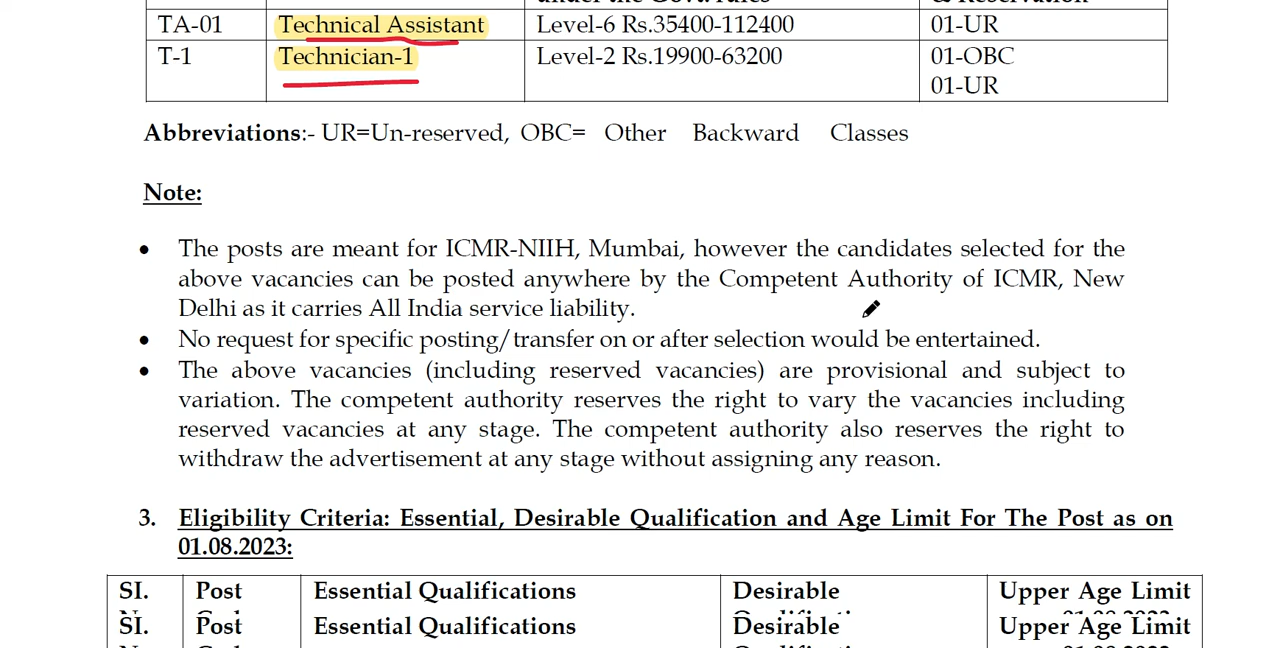 under the Govt. rules & Reservation
TA-01 Technical Assistant Level-6 Rs.35400-112400 01-UR
T-1 Technician-1 Level-2 Rs.19900-63200 01-OBC
01-UR
Abbreviations:- UR=Un-reserved, OBC= Other Backward Classes
Note:
• The posts are meant for ICMR-NIIH, Mumbai, however the candidates selected for the
above vacancies can be posted anywhere by the Competent Authority of ICMR, New
Delhi as it carries All India service liability.
• No request for specific posting/transfer on or after selection would be entertained.
• The above vacancies (including reserved vacancies) are provisional and subject to
variation. The competent authority reserves the right to vary the vacancies including
reserved vacancies at any stage. The competent authority also reserves the right to
withdraw the advertisement at any stage without assigning any reason.
3. Eligibility Criteria: Essential, Desirable Qualification and Age Limit For The Post as on
01.08.2023:
SI. Post Essential Qualifications Desirable Upper Age Limit
SI. Post Essential Qualifications Desirable Upper Age Limit